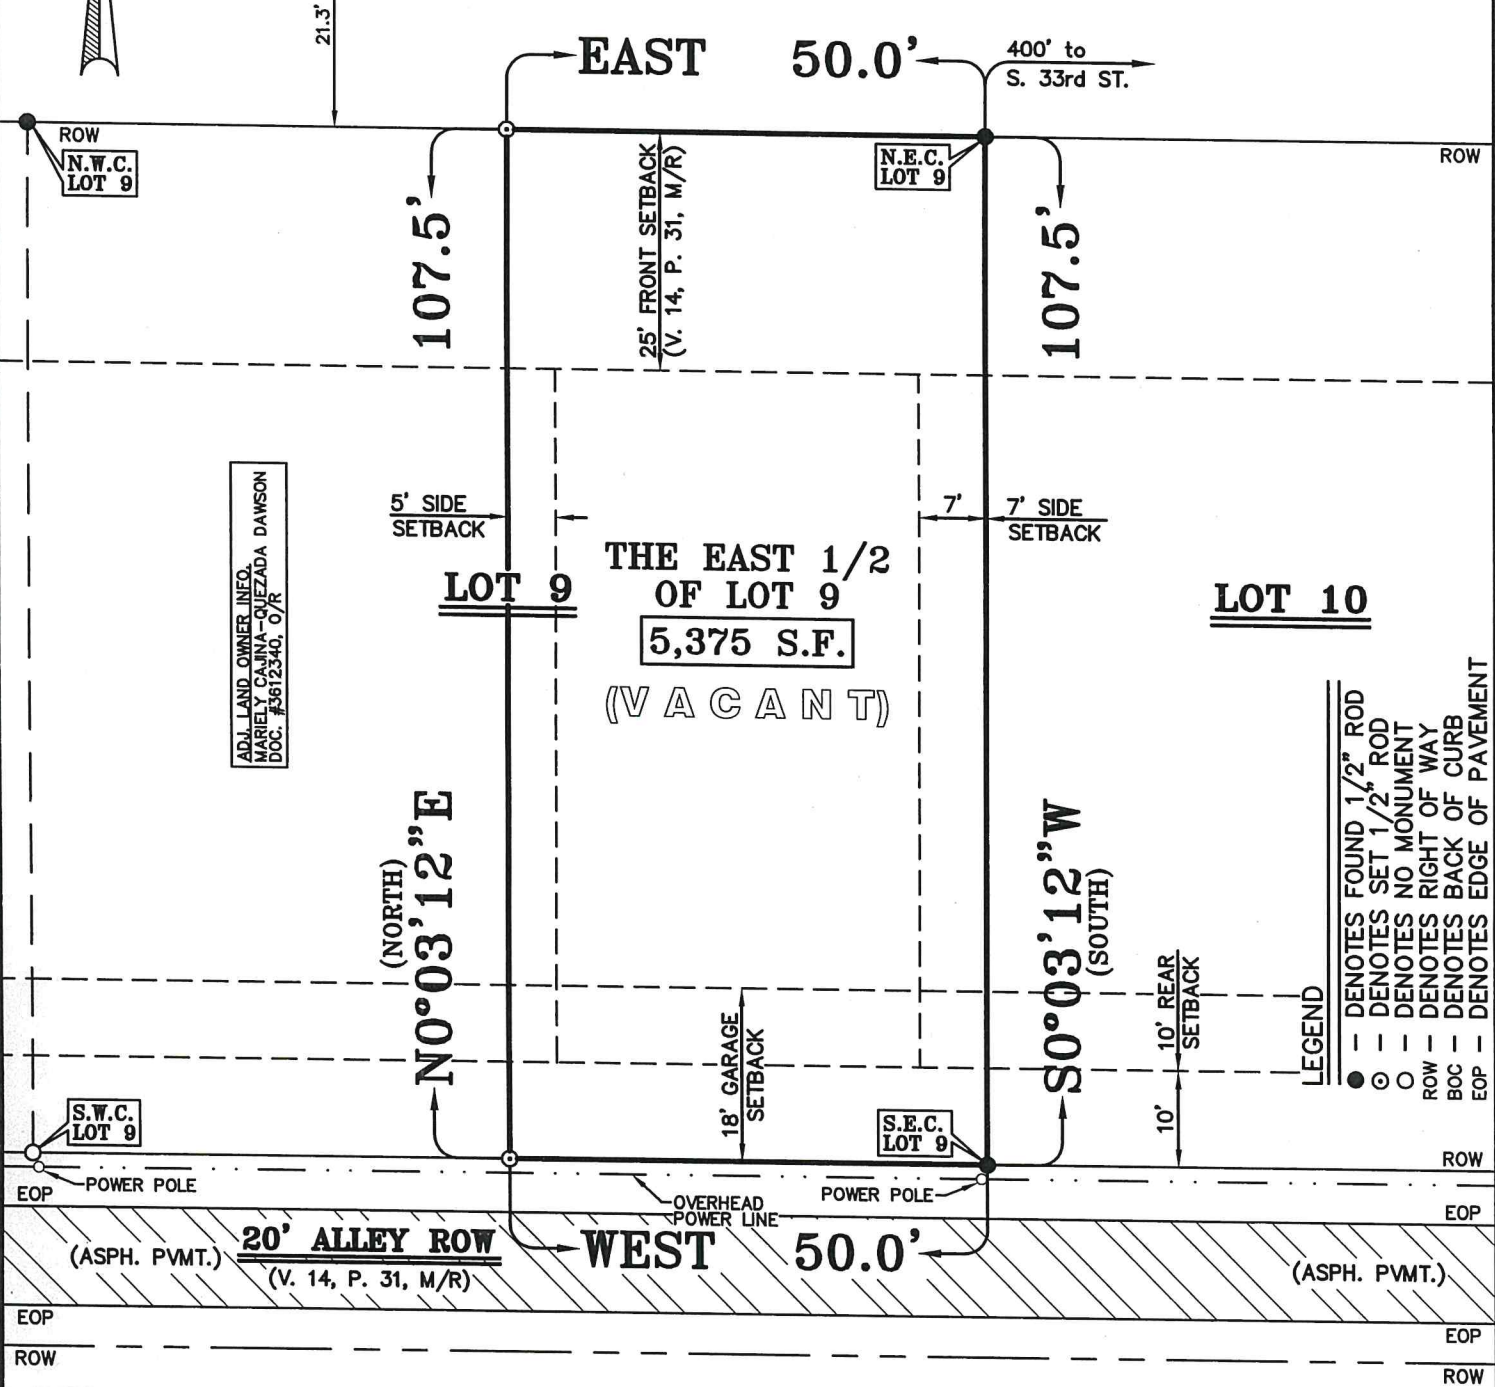 21.3'
EAST 50.0'
400' to
S. 33rd ST.
ROW
N.W.C.
LOT 9
N.E.C.
LOT 9
ROW
107.5'
25' FRONT SETBACK
(V. 14, P. 31, M/R)
107.5'
ADJ. LAND OWNER INFO.
MARIELY CAJINA-QUEZADA DAWSON
DOC. #3612340, O/R
5' SIDE
SETBACK
7'
7' SIDE
SETBACK
LOT 9
THE EAST 1/2
OF LOT 9
5,375 S.F.
(VACANT)
LOT 10
(NORTH)
N0°03'12"E
S0°03'12"W
(SOUTH)
18' GARAGE
SETBACK
10' REAR
SETBACK
10'
LEGEND
DENOTES FOUND 1/2" ROD
DENOTES SET 1/2" ROD
DENOTES NO MONUMENT
ROW – DENOTES RIGHT OF WAY
BOC – DENOTES BACK OF CURB
EOP – DENOTES EDGE OF PAVEMENT
S.W.C.
LOT 9
S.E.C.
LOT 9
ROW
POWER POLE
OVERHEAD
POWER LINE
POWER POLE
EOP
EOP
(ASPH. PVMT.)
20' ALLEY ROW
(V. 14, P. 31, M/R)
WEST 50.0'
(ASPH. PVMT.)
EOP
EOP
ROW
ROW